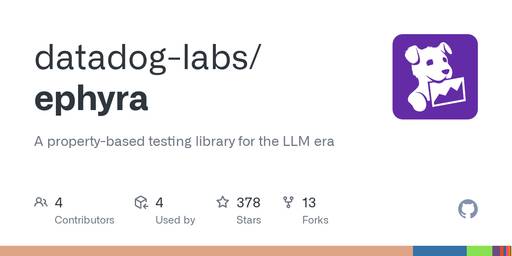 datadog-labs/
ephyra
A property-based testing library for the LLM era
4 4 378 13
Contributors Used by Stars Forks